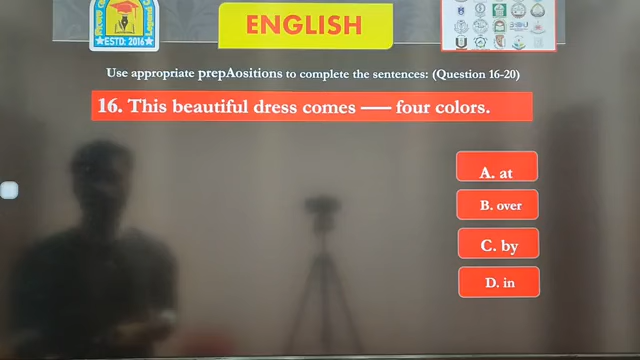 ENGLISH
ESTD: 2016
Use appropriate prepAositions to complete the sentences: (Question 16-20)
16. This beautiful dress comes — four colors.
A. at
B. over
C. by
D. in